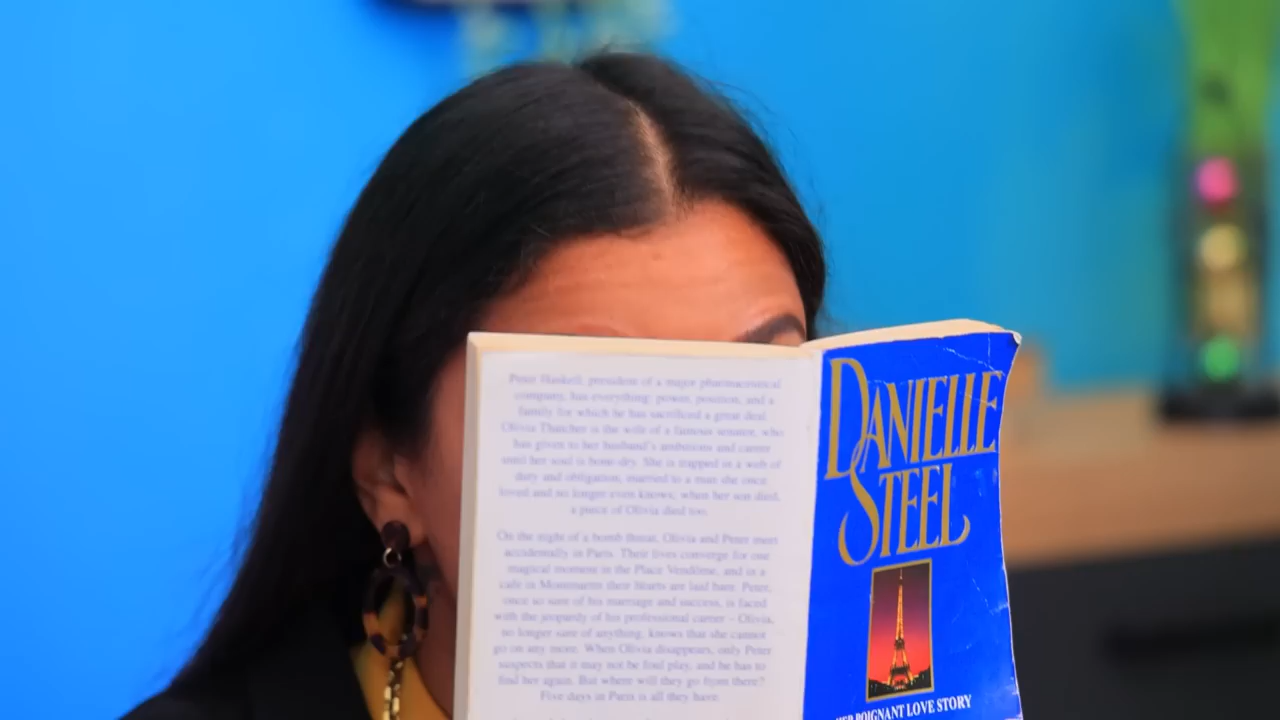 Peter Haskell, president of a major pharmaceutical
company, has everything: power, position, and a
family for which he has sacrificed a great deal
Olivia Thatcher is the wife of a famous senator, who
has given to her husband's ambitions and career
until her soul is bone-dry. She is trapped in a web of
duty and obligation, married to a man she once
loved and no longer even knows; when her son died,
a piece of Olivia died too.
On the night of a bomb threat, Olivia and Peter meet
accidentally in Paris. Their lives converge for one
magical moment in the Place Vendôme, and in a
café in Montmartre their hearts are laid bare. Peter,
once so sure of his marriage and success, is faced
with the jeopardy of his professional career – Olivia,
no longer sure of anything, knows that she cannot
go on any more. When Olivia disappears, only Peter
suspects that it may not be foul play, and he has to
find her again. But where will they go from there?
Five days in Paris is all they have.
DANIELLE
STEEL
HER POIGNANT LOVE STORY